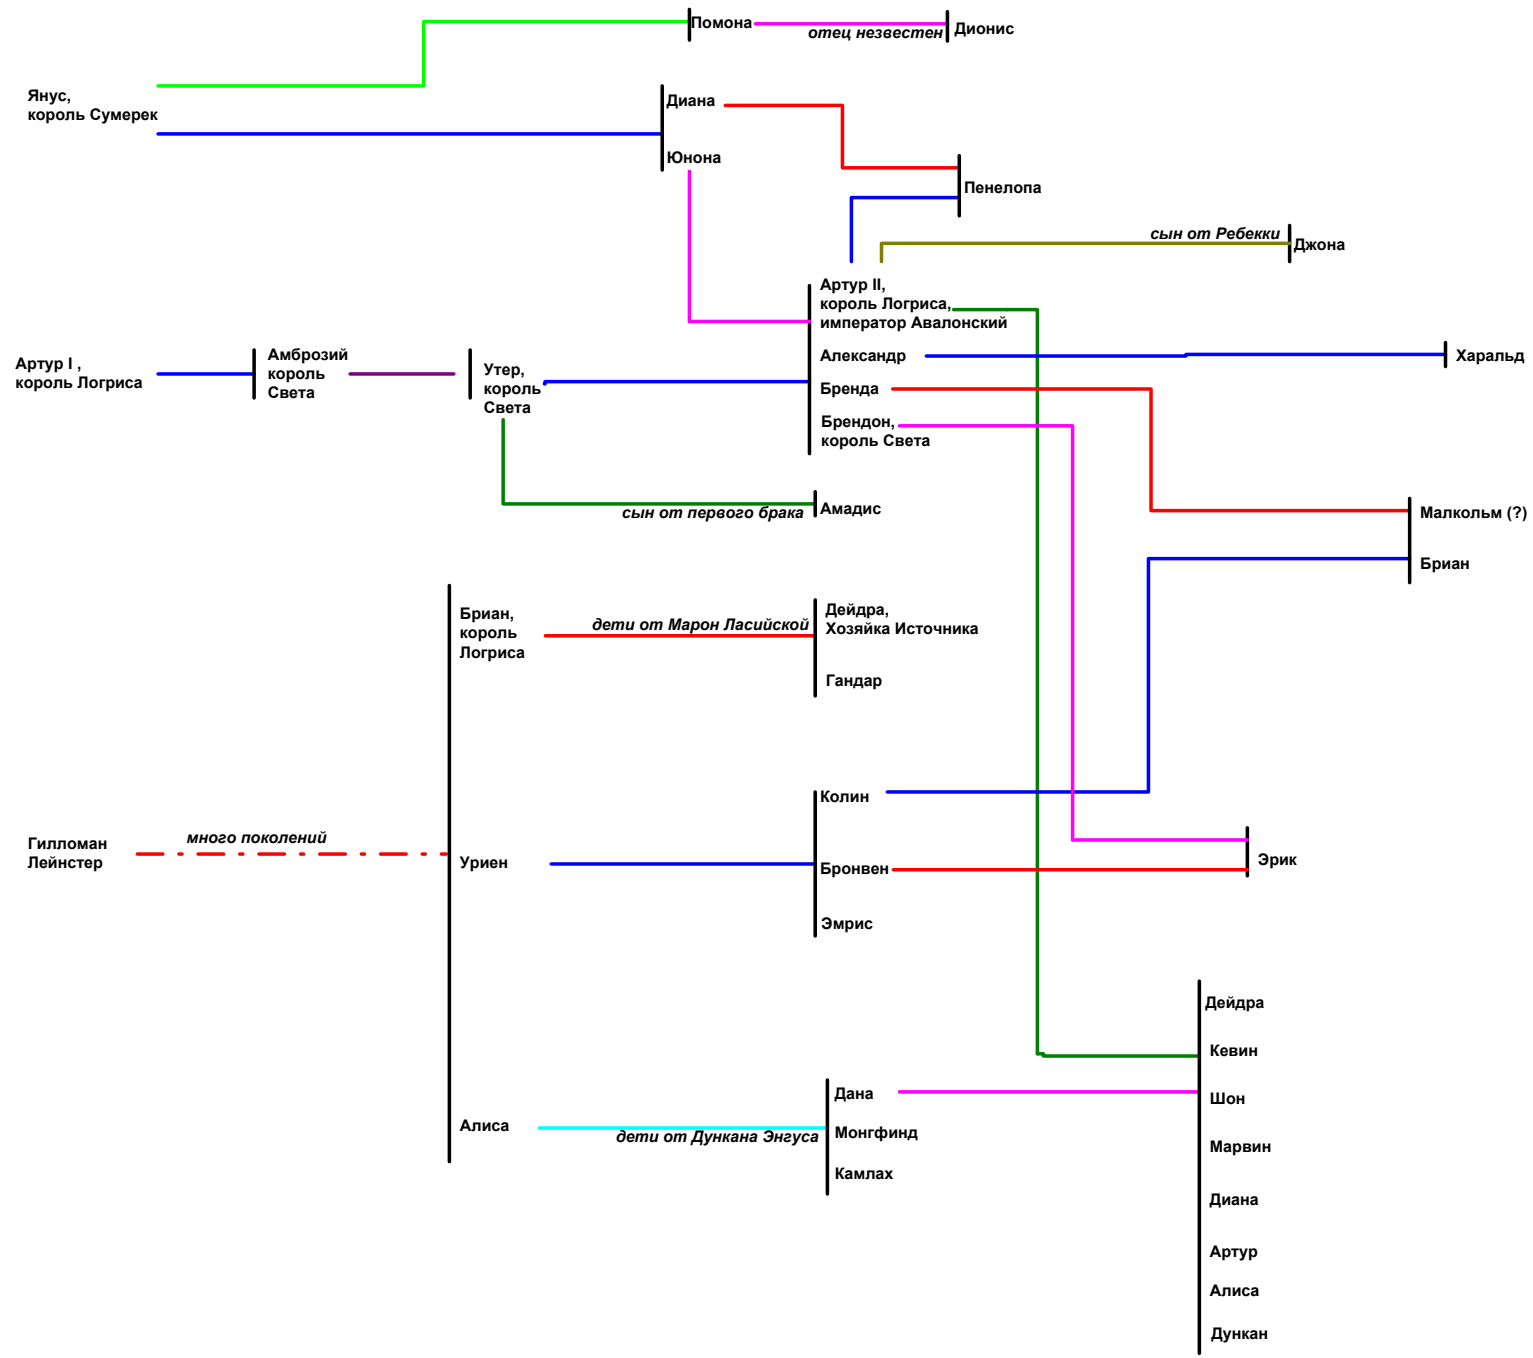 Помона
отец незвестен
Дионис
Янус,
король Сумерек
Диана
Юнона
Пенелопа
сын от Ребекки
Джона
Артур II,
король Логриса,
император Авалонский
Александр
Харальд
Артур I ,
король Логриса
Амброзий
король
Света
Утер,
король
Света
Бренда
Брендон,
король Света
сын от первого брака
Амадис
Малкольм (?)
Бриан
Бриан,
король
Логриса
дети от Марон Ласийской
Дейдра,
Хозяйка Источника
Гандар
Гилломан
Лейнстер
много поколений
Уриен
Колин
Бронвен
Эмрис
Эрик
Алиса
дети от Дункана Энгуса
Дана
Монгфинд
Камлах
Дейдра
Кевин
Шон
Марвин
Диана
Артур
Алиса
Дункан